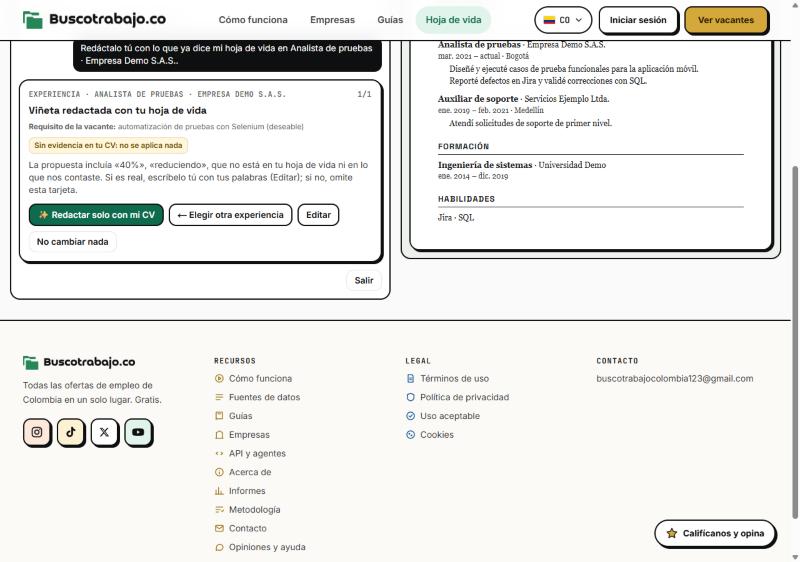 Buscotrabajo.co
Cómo funciona
Empresas
Guías
Hoja de vida
CO
Iniciar sesión
Ver vacantes
Redáctalo tú con lo que ya dice mi hoja de vida en Analista de pruebas
· Empresa Demo S.A.S..
EXPERIENCIA · ANALISTA DE PRUEBAS · EMPRESA DEMO S.A.S.
1/1
Viñeta redactada con tu hoja de vida
Requisito de la vacante: automatización de pruebas con Selenium (deseable)
Sin evidencia en tu CV: no se aplica nada
La propuesta incluía «40%», «reduciendo», que no está en tu hoja de vida ni en lo
que nos contaste. Si es real, escríbelo tú con tus palabras (Editar); si no, omite
esta tarjeta.
✨ Redactar solo con mi CV
← Elegir otra experiencia
Editar
No cambiar nada
Salir
Analista de pruebas · Empresa Demo S.A.S.
mar. 2021 – actual · Bogotá
Diseñé y ejecuté casos de prueba funcionales para la aplicación móvil.
Reporté defectos en Jira y validé correcciones con SQL.
Auxiliar de soporte · Servicios Ejemplo Ltda.
ene. 2019 – feb. 2021 · Medellín
Atendí solicitudes de soporte de primer nivel.
FORMACIÓN
Ingeniería de sistemas · Universidad Demo
ene. 2014 – dic. 2019
HABILIDADES
Jira · SQL
Buscotrabajo.co
Todas las ofertas de empleo de
Colombia en un solo lugar. Gratis.
RECURSOS
Cómo funciona
Fuentes de datos
Guías
Empresas
API y agentes
Acerca de
Informes
Metodología
Contacto
Opiniones y ayuda
LEGAL
Términos de uso
Política de privacidad
Uso aceptable
Cookies
CONTACTO
buscotrabajocolombia123@gmail.com
Califícanos y opina